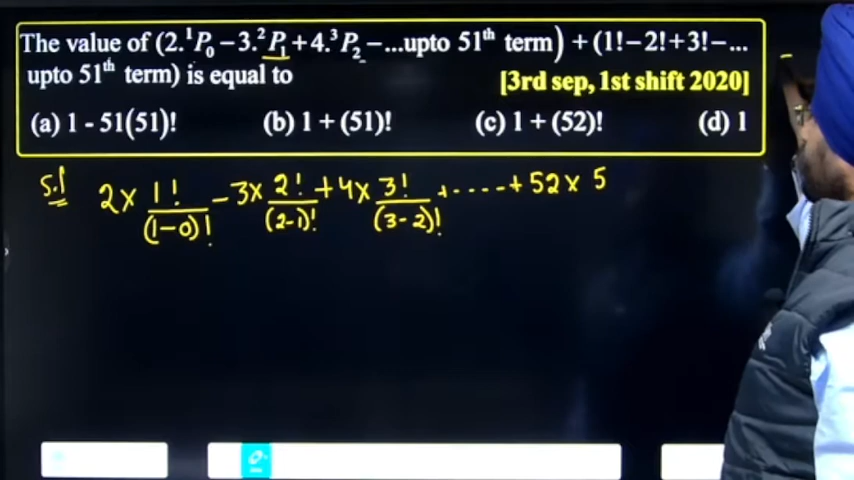 The value of (2.¹P₀ – 3.²P₁ + 4.³P₂ – ...upto 51ᵗʰ term) + (1! – 2! + 3! – ...
upto 51ᵗʰ term) is equal to [3rd sep, 1st shift 2020]
(a) 1 - 51(51)! (b) 1 + (51)! (c) 1 + (52)! (d) 1
Sol 2 × 1!/(1-0)! - 3 × 2!/(2-1)! + 4 × 3!/(3-2)! + ---- + 52 × 5